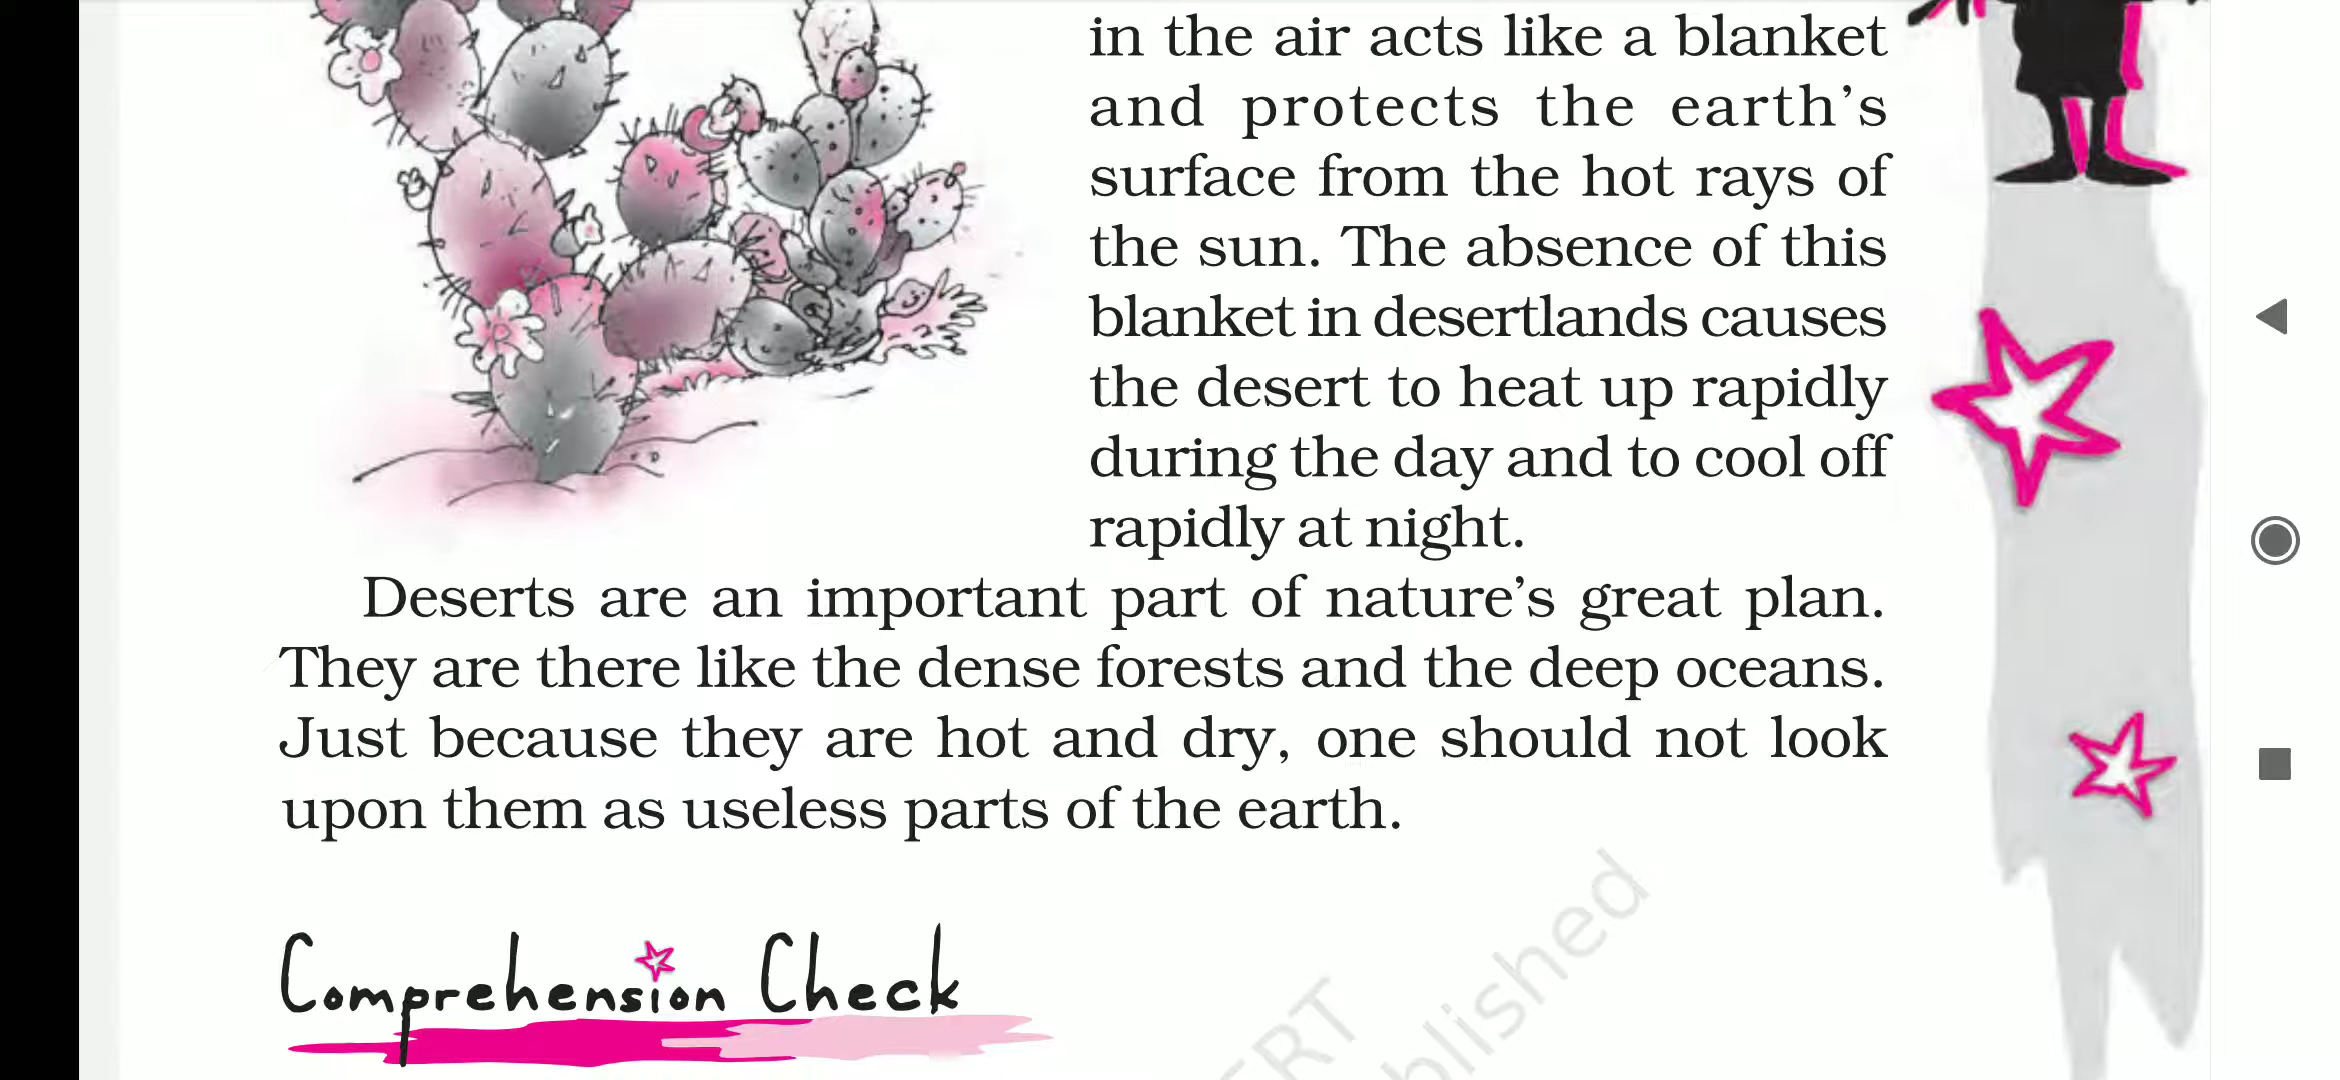 in the air acts like a blanket
and protects the earth’s
surface from the hot rays of
the sun. The absence of this
blanket in desertlands causes
the desert to heat up rapidly
during the day and to cool off
rapidly at night.
Deserts are an important part of nature’s great plan.
They are there like the dense forests and the deep oceans.
Just because they are hot and dry, one should not look
upon them as useless parts of the earth.
Comprehension Check